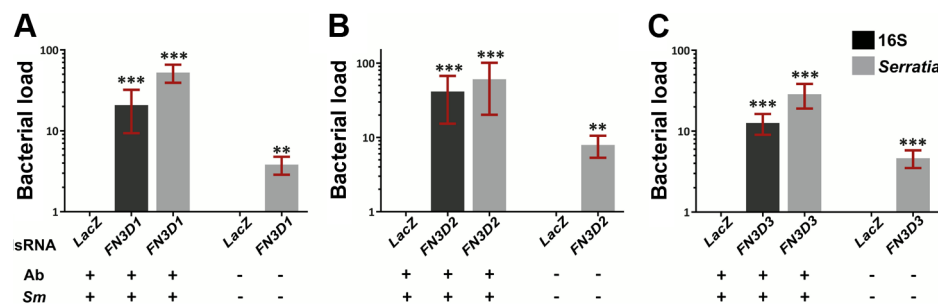 A B C
16S
Serratia
Bacterial load
100
10
1
*** *** **
LacZ FN3D1 FN3D1 LacZ FN3D1
Bacterial load
100
10
1
*** *** **
LacZ FN3D2 FN3D2 LacZ FN3D2
Bacterial load
100
10
1
*** *** ***
LacZ FN3D3 FN3D3 LacZ FN3D3
sRNA
Ab + + + - - + + + - - + + + - -
Sm + + + - - + + + - - + + + - -